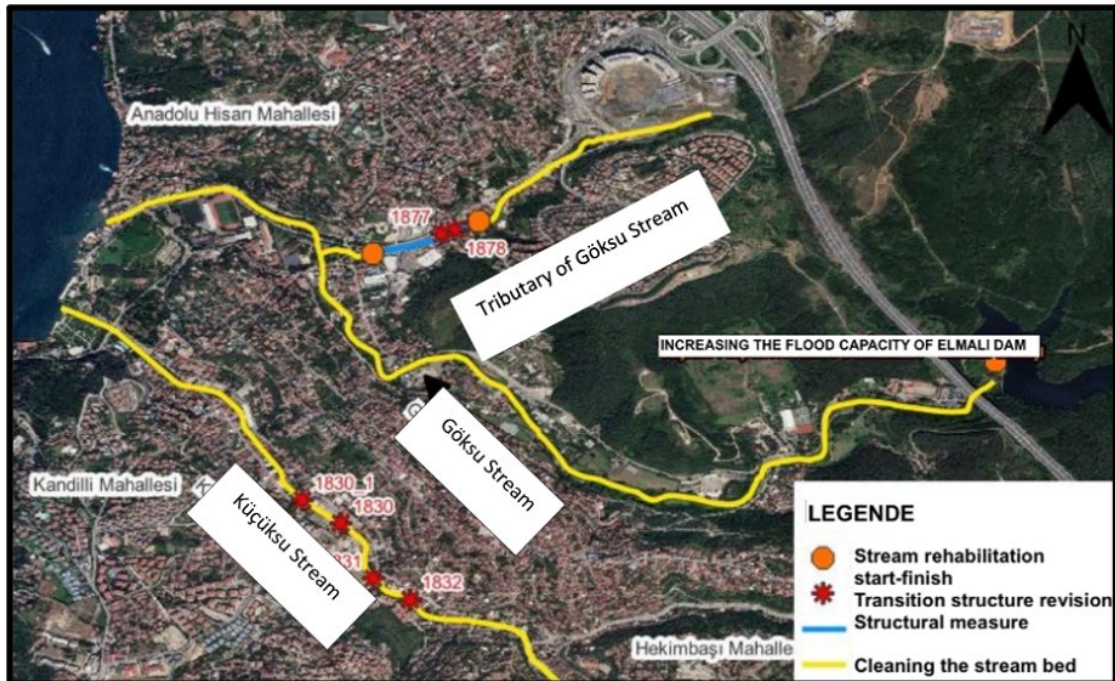 N
Anadolu Hisarı Mahallesi
1877
1878
Tributary of Göksu Stream
INCREASING THE FLOOD CAPACITY OF ELMALI DAM
Göksu Stream
Kandilli Mahallesi
1830_1
1830
Küçüksu Stream
1832
Hekimbaşı Mahalles
LEGENDE
Stream rehabilitation
start-finish
Transition structure revision
Structural measure
Cleaning the stream bed